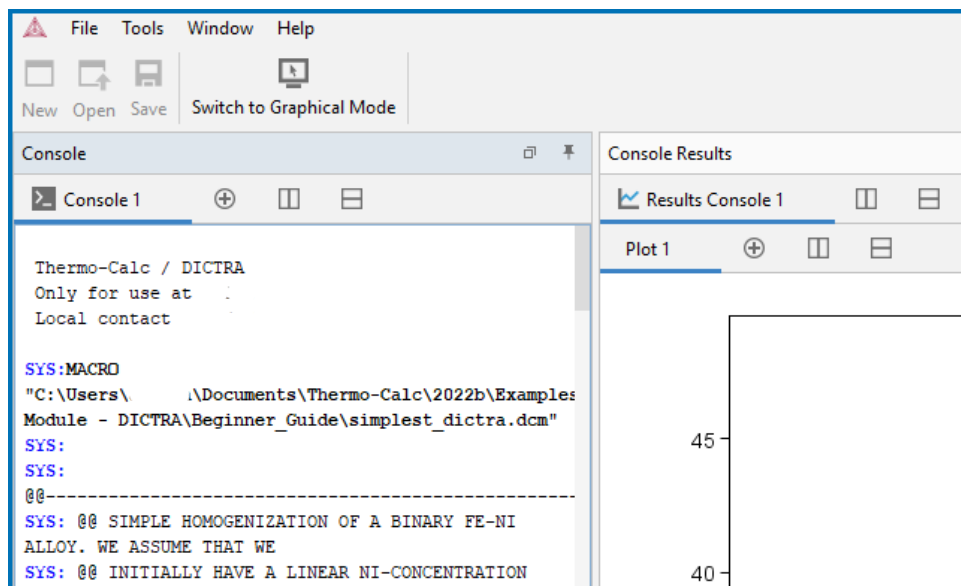 File Tools Window Help
New Open Save Switch to Graphical Mode
Console
Console 1
Thermo-Calc / DICTRA
Only for use at
Local contact
SYS:MACRO
"C:\Users\ \Documents\Thermo-Calc\2022b\Examples
Module - DICTRA\Beginner_Guide\simplest_dictra.dcm"
SYS:
SYS:
@@-----------------------------------------------------
SYS: @@ SIMPLE HOMOGENIZATION OF A BINARY FE-NI
ALLOY. WE ASSUME THAT WE
SYS: @@ INITIALLY HAVE A LINEAR NI-CONCENTRATION
Console Results
Results Console 1
Plot 1
45
40